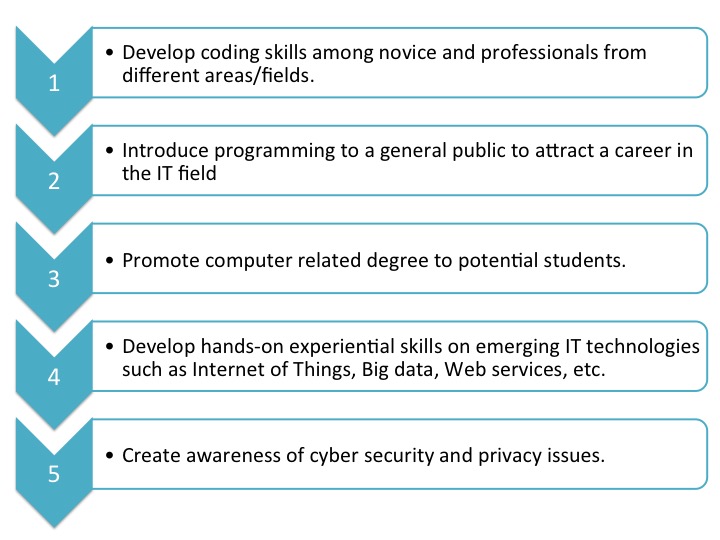 1
• Develop coding skills among novice and professionals from
different areas/fields.
2
• Introduce programming to a general public to attract a career in
the IT field
3
• Promote computer related degree to potential students.
4
• Develop hands-on experiential skills on emerging IT technologies
such as Internet of Things, Big data, Web services, etc.
5
• Create awareness of cyber security and privacy issues.